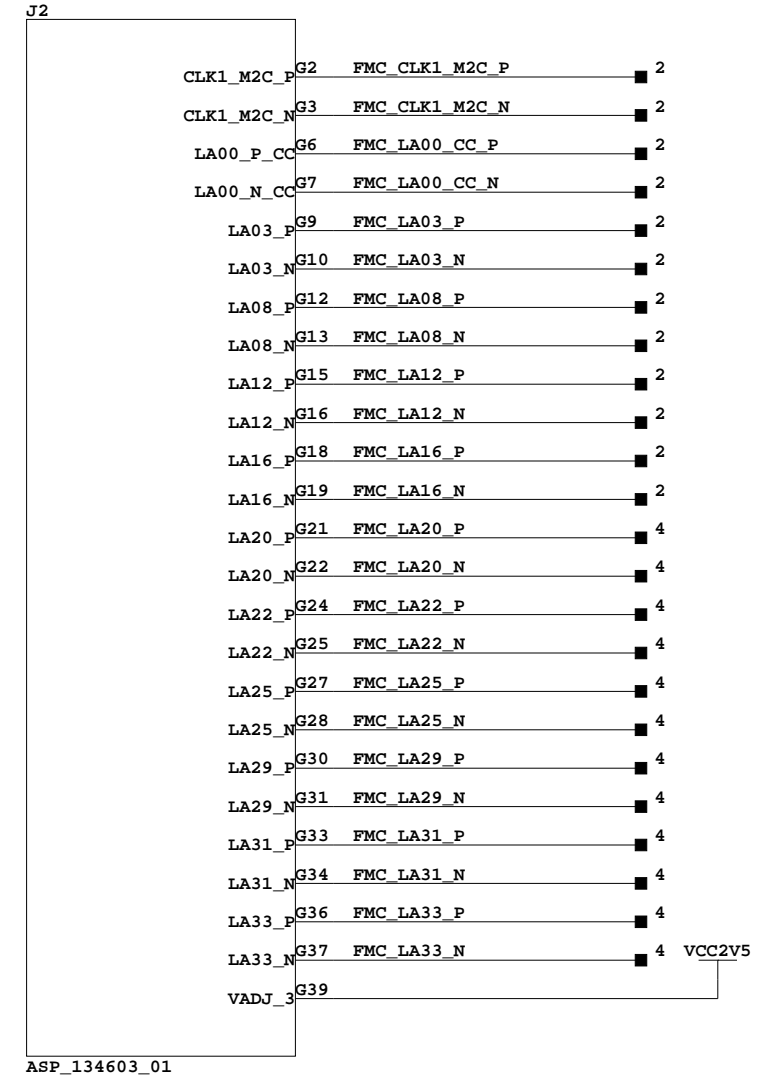 J2
CLK1_M2C_P G2 FMC_CLK1_M2C_P 2
CLK1_M2C_N G3 FMC_CLK1_M2C_N 2
LA00_P_CC G6 FMC_LA00_CC_P 2
LA00_N_CC G7 FMC_LA00_CC_N 2
LA03_P G9 FMC_LA03_P 2
LA03_N G10 FMC_LA03_N 2
LA08_P G12 FMC_LA08_P 2
LA08_N G13 FMC_LA08_N 2
LA12_P G15 FMC_LA12_P 2
LA12_N G16 FMC_LA12_N 2
LA16_P G18 FMC_LA16_P 2
LA16_N G19 FMC_LA16_N 2
LA20_P G21 FMC_LA20_P 4
LA20_N G22 FMC_LA20_N 4
LA22_P G24 FMC_LA22_P 4
LA22_N G25 FMC_LA22_N 4
LA25_P G27 FMC_LA25_P 4
LA25_N G28 FMC_LA25_N 4
LA29_P G30 FMC_LA29_P 4
LA29_N G31 FMC_LA29_N 4
LA31_P G33 FMC_LA31_P 4
LA31_N G34 FMC_LA31_N 4
LA33_P G36 FMC_LA33_P 4
LA33_N G37 FMC_LA33_N 4 VCC2V5
VADJ_3 G39
ASP_134603_01